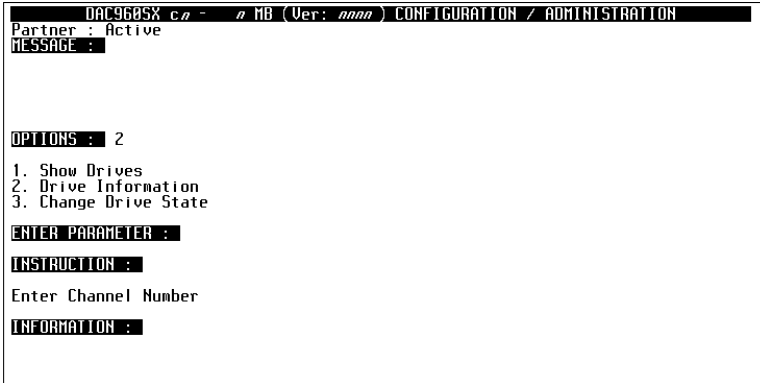 DAC960SX cn - n MB (Ver: nnnn) CONFIGURATION / ADMINISTRATION
Partner : Active
MESSAGE :
OPTIONS : 2
1. Show Drives
2. Drive Information
3. Change Drive State
ENTER PARAMETER :
INSTRUCTION :
Enter Channel Number
INFORMATION :